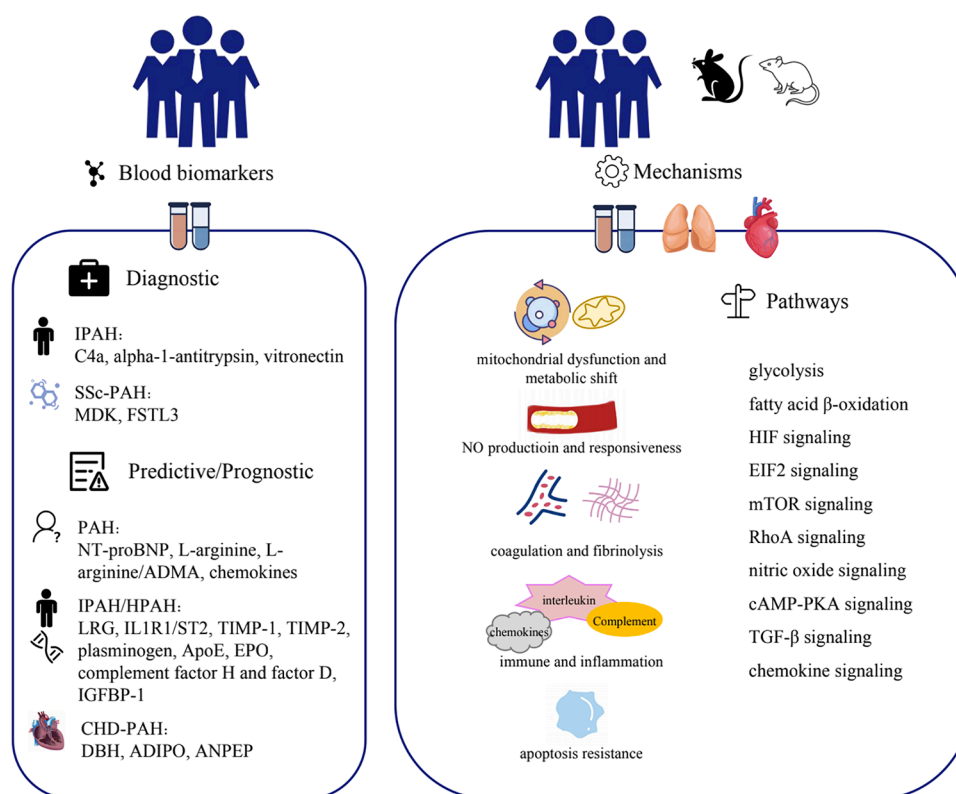 Blood biomarkers
Diagnostic
IPAH:
C4a, alpha-1-antitrypsin, vitronectin
SSc-PAH:
MDK, FSTL3
Predictive/Prognostic
?
PAH:
NT-proBNP, L-arginine, L-
arginine/ADMA, chemokines
IPAH/HPAH:
LRG, IL1R1/ST2, TIMP-1, TIMP-2,
plasminogen, ApoE, EPO,
complement factor H and factor D,
IGFBP-1
CHD-PAH:
DBH, ADIPO, ANPEP
Mechanisms
mitochondrial dysfunction and
metabolic shift
NO productioin and responsiveness
coagulation and fibrinolysis
interleukin
Complement
chemokines
immune and inflammation
apoptosis resistance
Pathways
glycolysis
fatty acid β-oxidation
HIF signaling
EIF2 signaling
mTOR signaling
RhoA signaling
nitric oxide signaling
cAMP-PKA signaling
TGF-β signaling
chemokine signaling